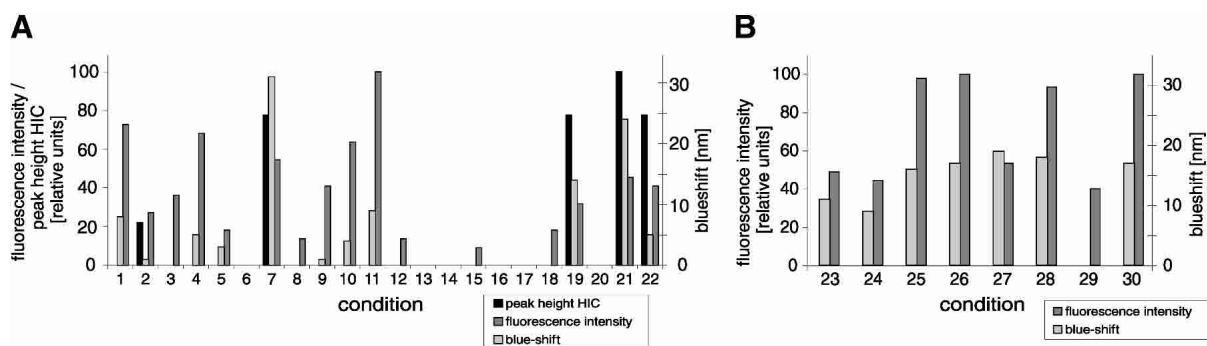 A
fluorescence intensity /
peak height HIC
[relative units]
100
80
60
40
20
0
30
20
10
0
blueshift [nm]
1 2 3 4 5 6 7 8 9 10 11 12 13 14 15 16 17 18 19 20 21 22
condition
peak height HIC
fluorescence intensity
blue-shift
B
fluorescence intensity
[relative units]
100
80
60
40
20
0
30
20
10
0
blueshift [nm]
23 24 25 26 27 28 29 30
condition
fluorescence intensity
blue-shift